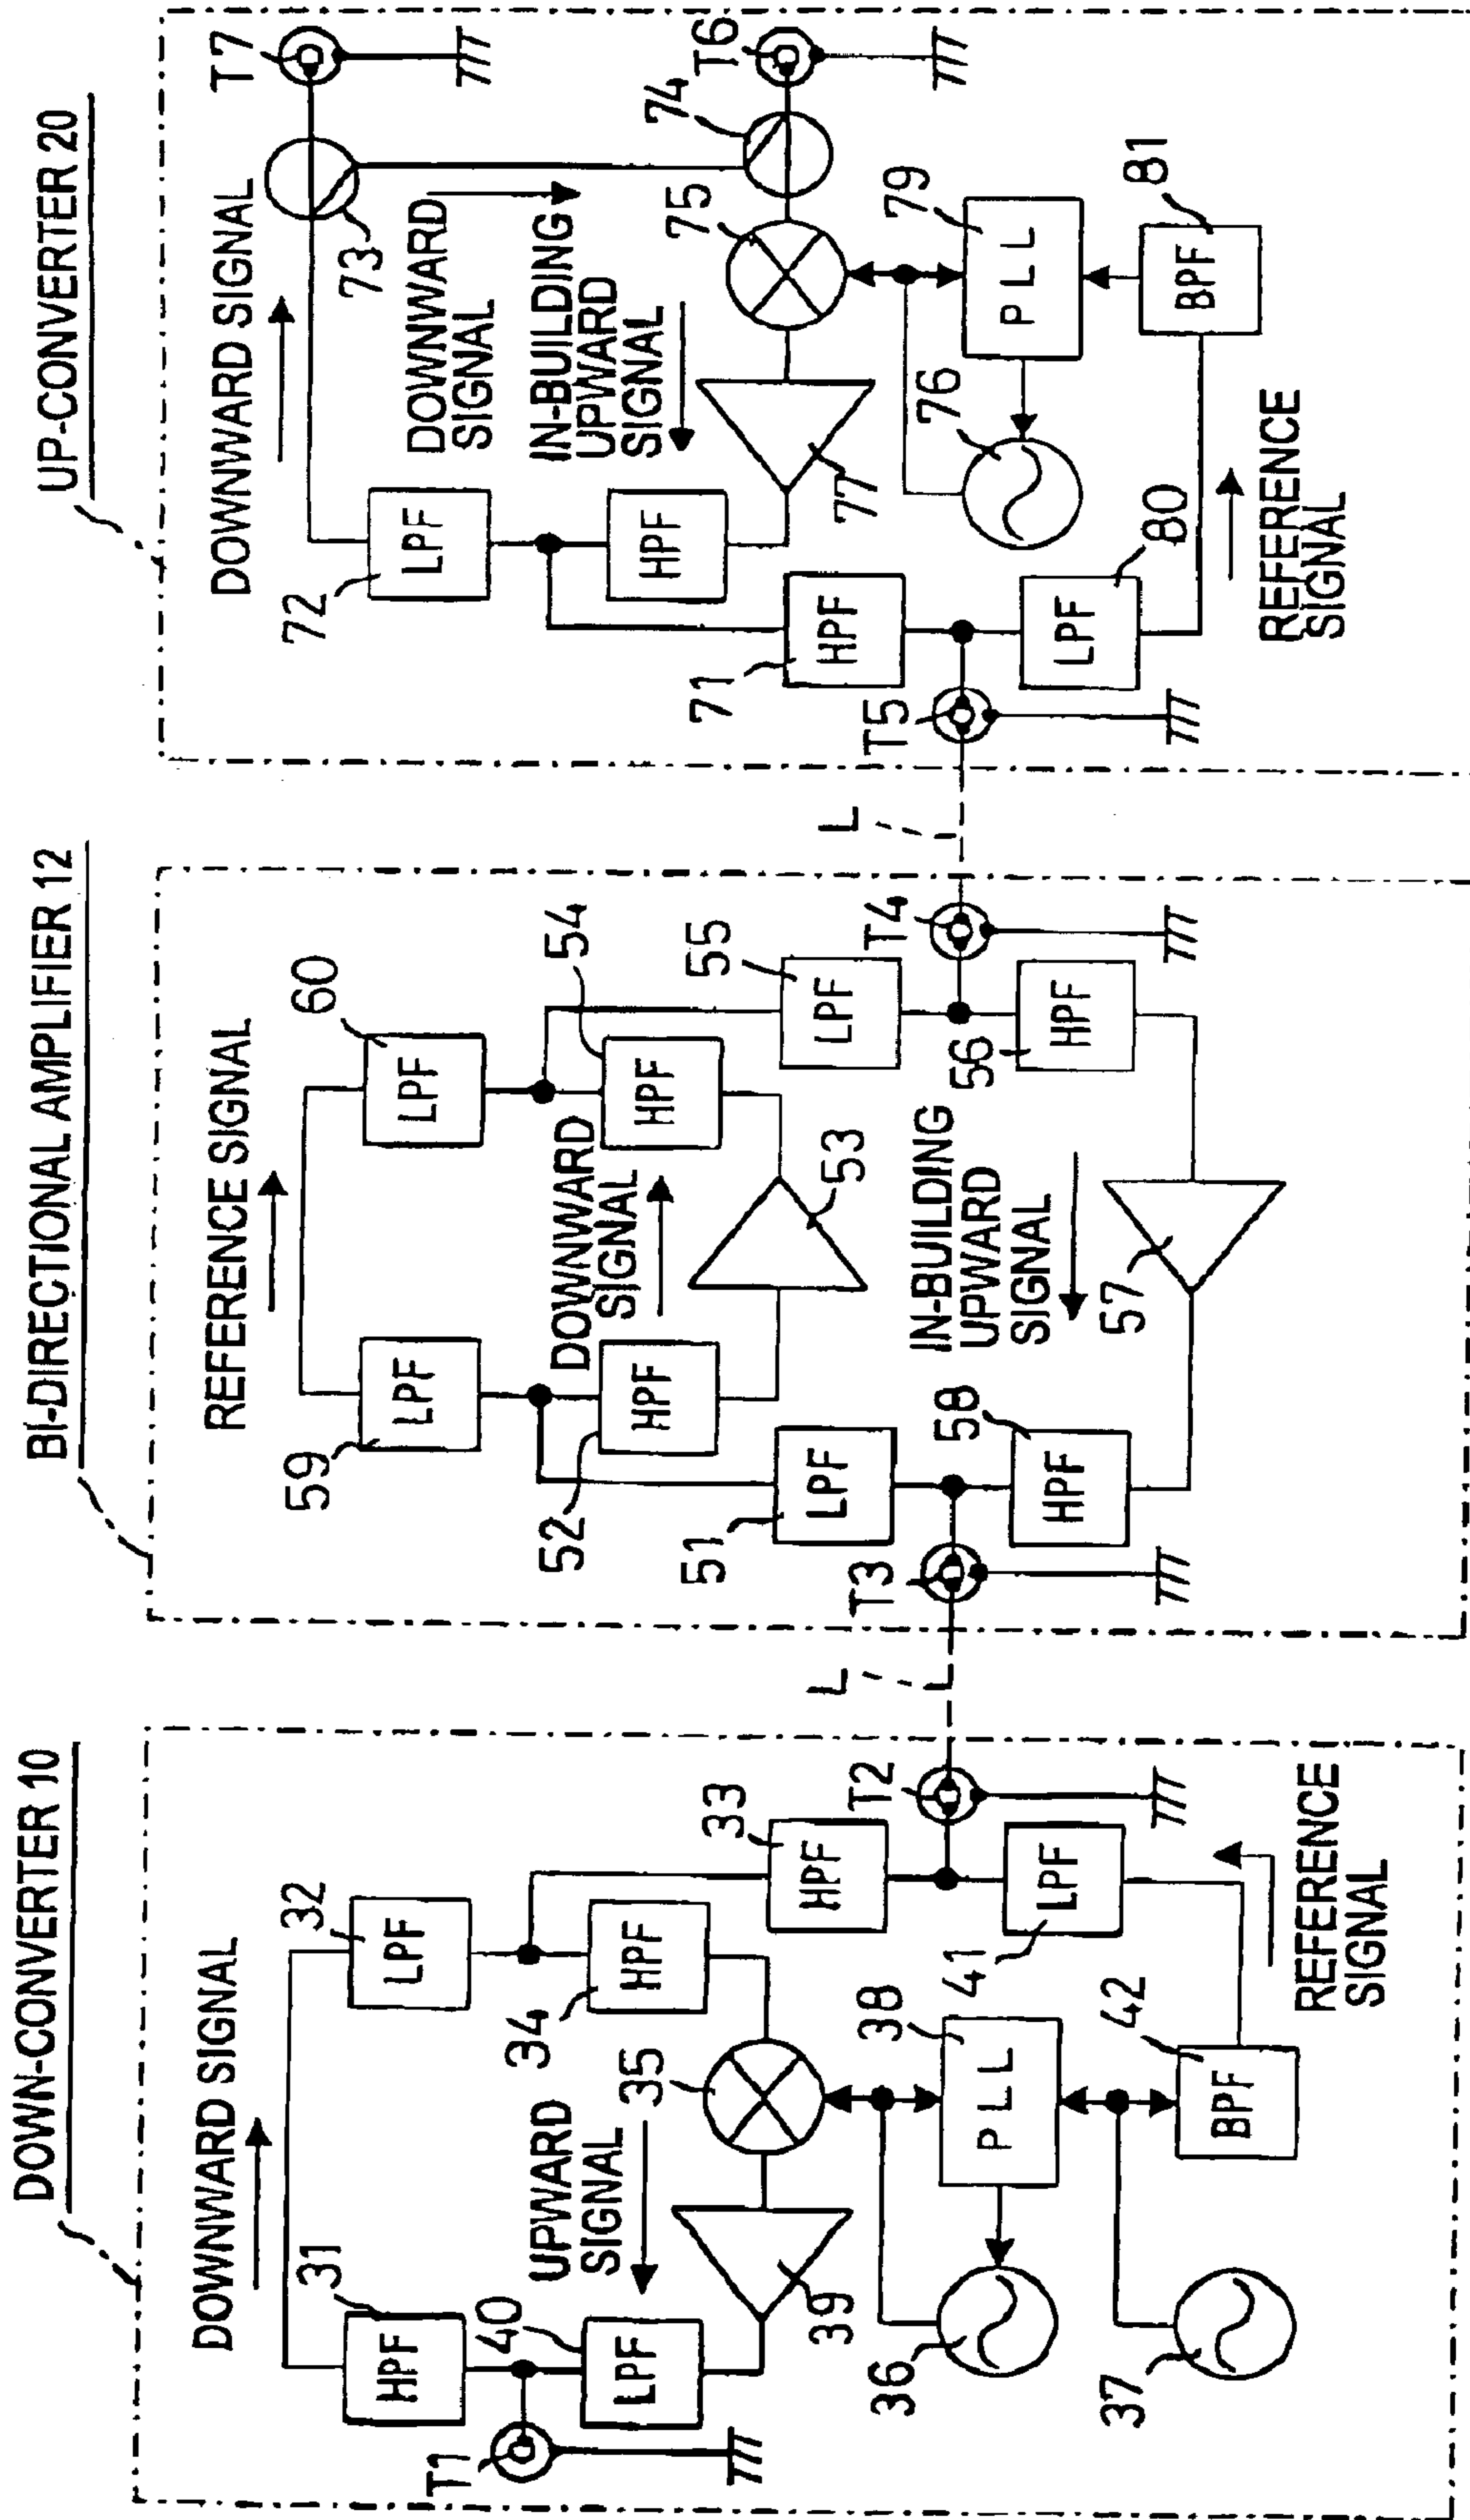 DOWN-CONVERTER 10
DOWNWARD SIGNAL
31
HPF
32
LPF
T1
40
LPF
UPWARD
SIGNAL
34
HPF
33
HPF
39
35
T2
36
38
PLL
41
LPF
37
42
BPF
REFERENCE
SIGNAL
L
BI-DIRECTIONAL AMPLIFIER 12
REFERENCE SIGNAL
59
LPF
60
LPF
52
HPF
DOWNWARD
SIGNAL
54
HPF
51
LPF
53
55
LPF
T3
58
HPF
IN-BUILDING
UPWARD
SIGNAL
56
HPF
T4
57
L
UP-CONVERTER 20
DOWNWARD SIGNAL
72
LPF
73
T7
DOWNWARD
SIGNAL
HPF
IN-BUILDING
UPWARD
SIGNAL
74
T6
71
HPF
77
75
T5
76
79
PLL
LPF
80
81
BPF
REFERENCE
SIGNAL